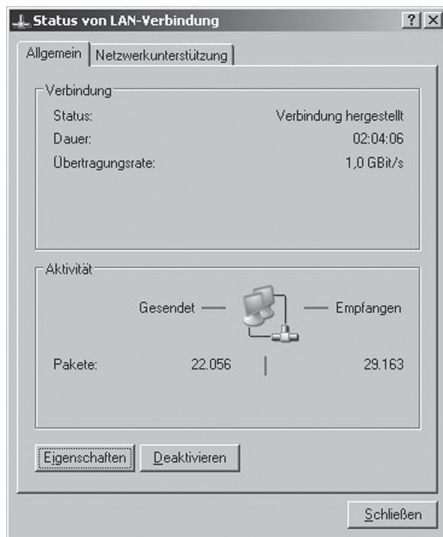 Status von LAN-Verbindung
Allgemein Netzwerkunterstützung
Verbindung
Status: Verbindung hergestellt
Dauer: 02:04:06
Übertragungsrate: 1,0 GBit/s
Aktivität
Gesendet Empfangen
Pakete: 22.056 29.163
Eigenschaften Deaktivieren
Schließen